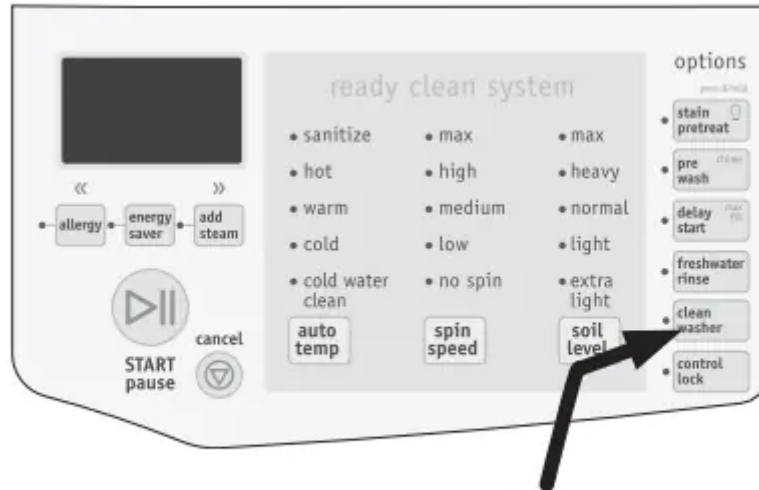 options
ready clean system
stain
pretreat
• sanitize
• max
• max
pre
wash
• hot
• high
• heavy
« »
• warm
• medium
• normal
delay
start
allergy
energy
saver
add
steam
• cold
• low
• light
freshwater
rinse
• cold water
clean
• no spin
• extra
light
clean
washer
auto
temp
spin
speed
soil
level
cancel
START
pause
control
lock